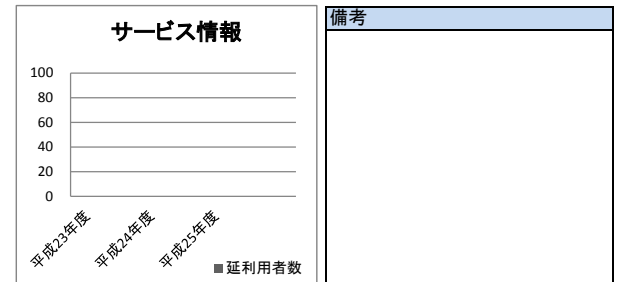 サービス情報
100
80
60
40
20
0
平成23年度
平成24年度
平成25年度
■延利用者数
備考